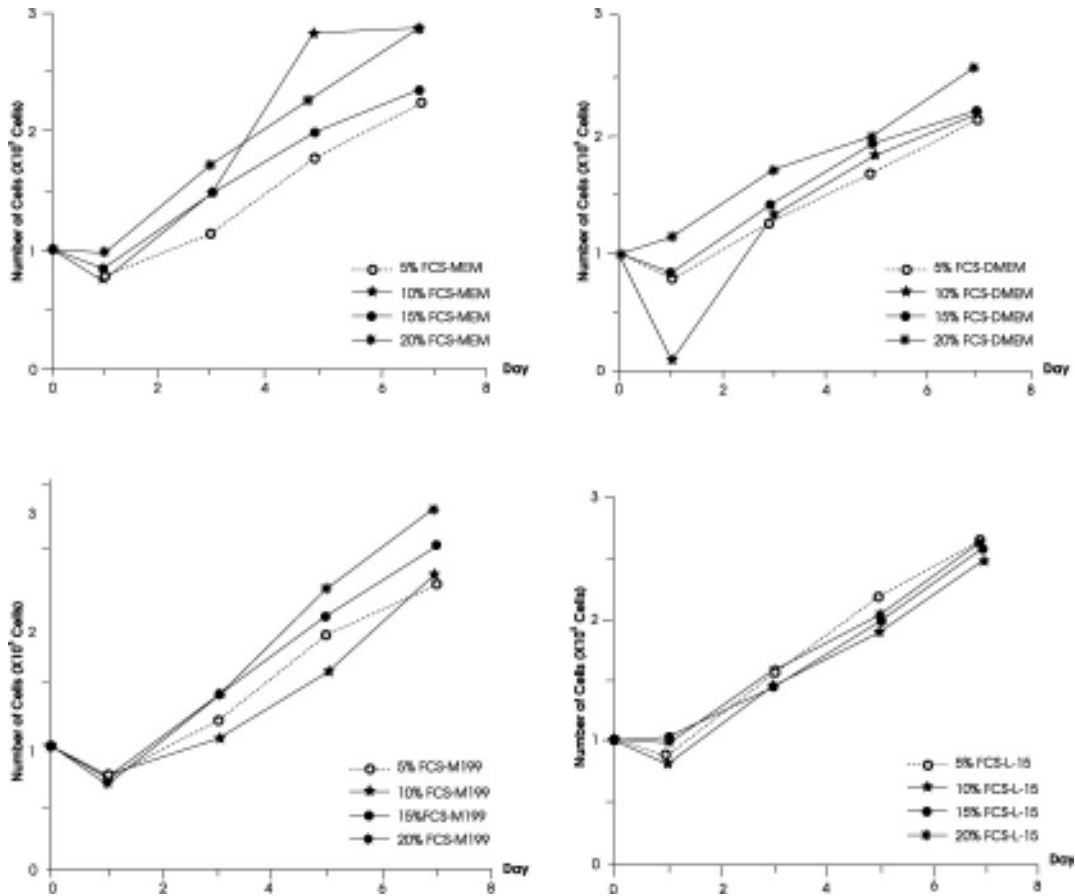 3
2
1
0
Number of Cells (X10⁵ Cells)
5% FCS-MEM
10% FCS-MEM
15% FCS-MEM
20% FCS-MEM
0 2 4 6 8
Day
3
2
1
0
Number of Cells (X10⁵ Cells)
5% FCS-DMEM
10% FCS-DMEM
15% FCS-DMEM
20% FCS-DMEM
0 2 4 6 8
Day
3
2
1
0
Number of Cells (X10⁵ Cells)
5% FCS-M199
10% FCS-M199
15%FCS-M199
20% FCS-M199
0 2 4 6 8
Day
3
2
1
0
Number of Cells (X10⁵ Cells)
5% FCS-L-15
10% FCS-L-15
15% FCS-L-15
20% FCS-L-15
0 2 4 6 8
Day